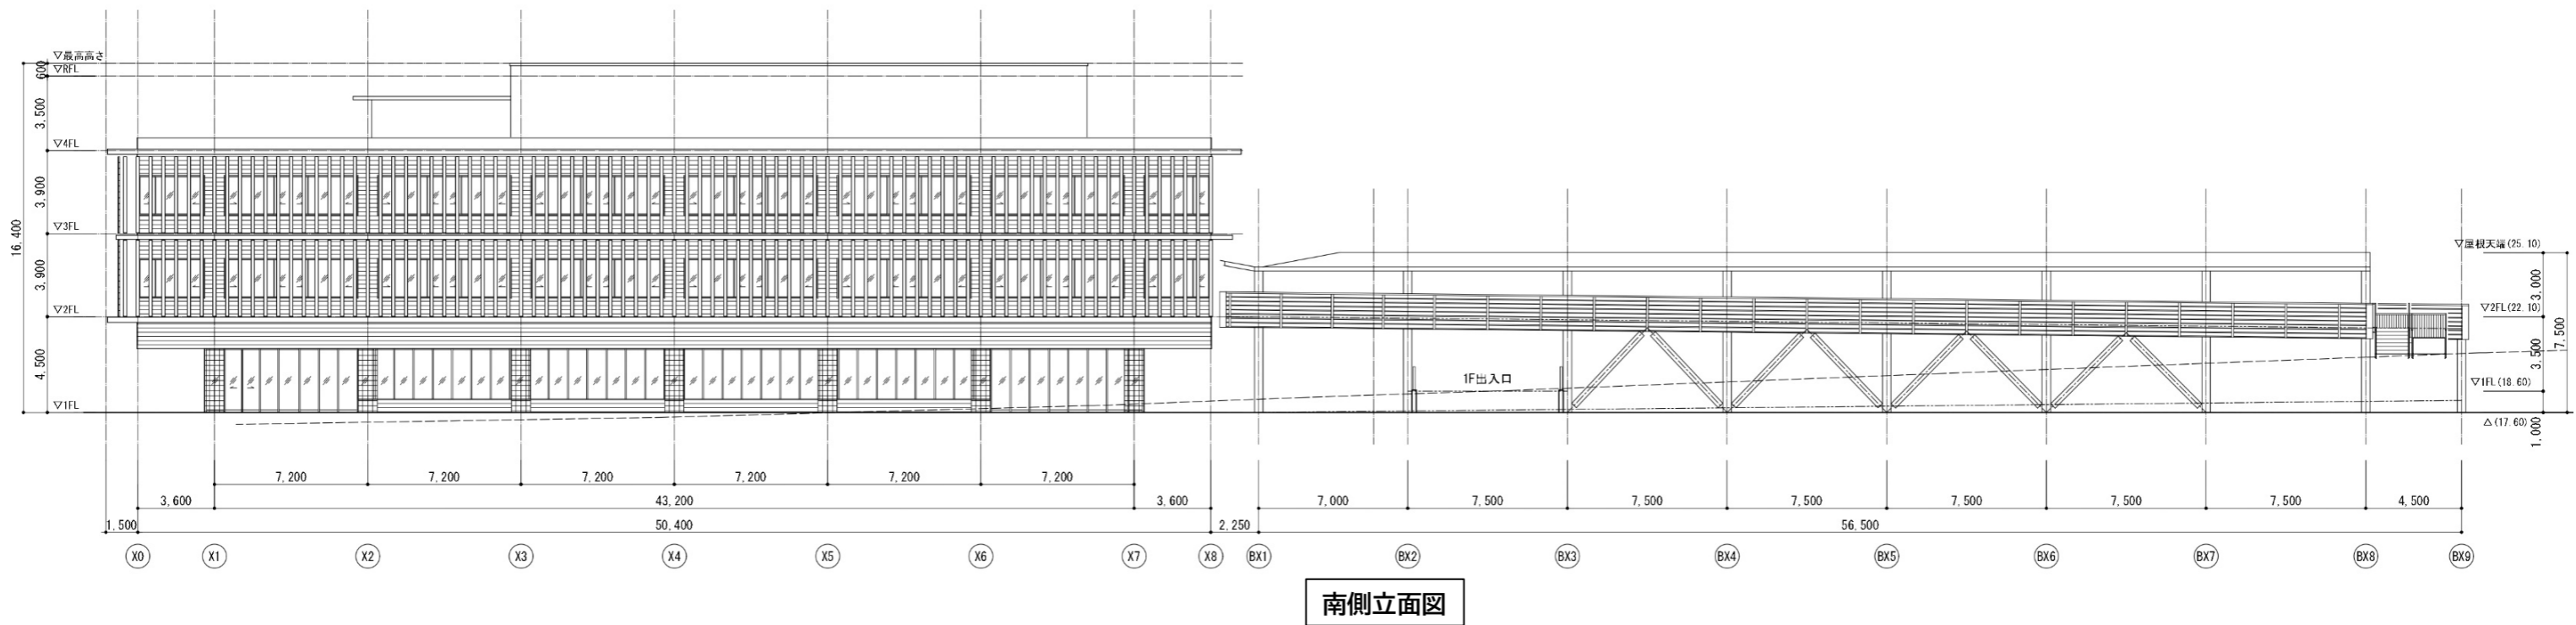 ▽最高高さ
600
▽RFL
3,500
▽4FL
3,900
16,400
▽3FL
3,900
▽2FL
4,500
▽1FL
▽屋根天端(25.10)
3,000
▽2FL(22.10)
7,500
3,500
1F出入口
▽1FL(18.60)
△(17.60)
1,000
7,200 7,200 7,200 7,200 7,200 7,200
3,600 43,200 3,600 7,000 7,500 7,500 7,500 7,500 7,500 7,500 4,500
1,500 50,400 2,250 56,500
X0 X1 X2 X3 X4 X5 X6 X7 X8 BX1 BX2 BX3 BX4 BX5 BX6 BX7 BX8 BX9
南側立面図